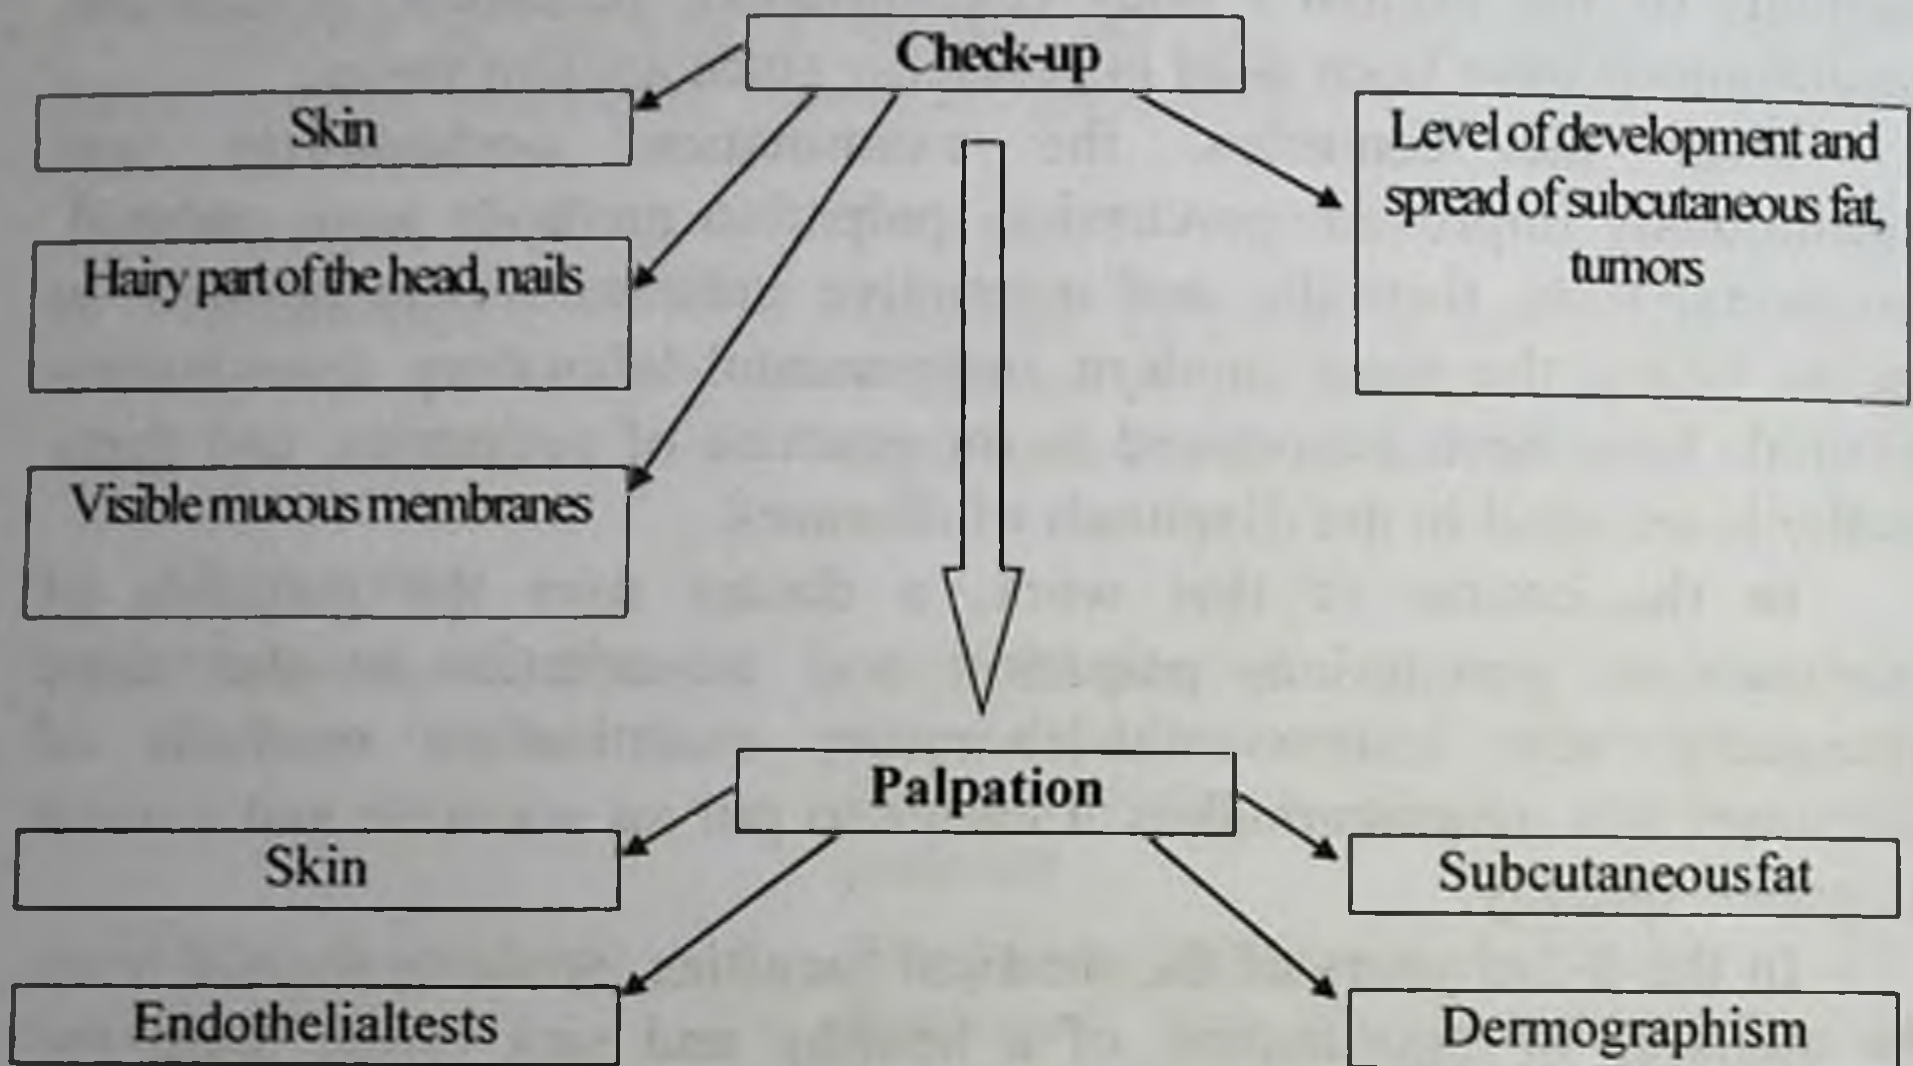 Check-up
Skin
Hairy part of the head, nails
Visible mucous membranes
Level of development and
spread of subcutaneous fat,
tumors
Palpation
Skin
Endothelialtests
Subcutaneousfat
Dermographism